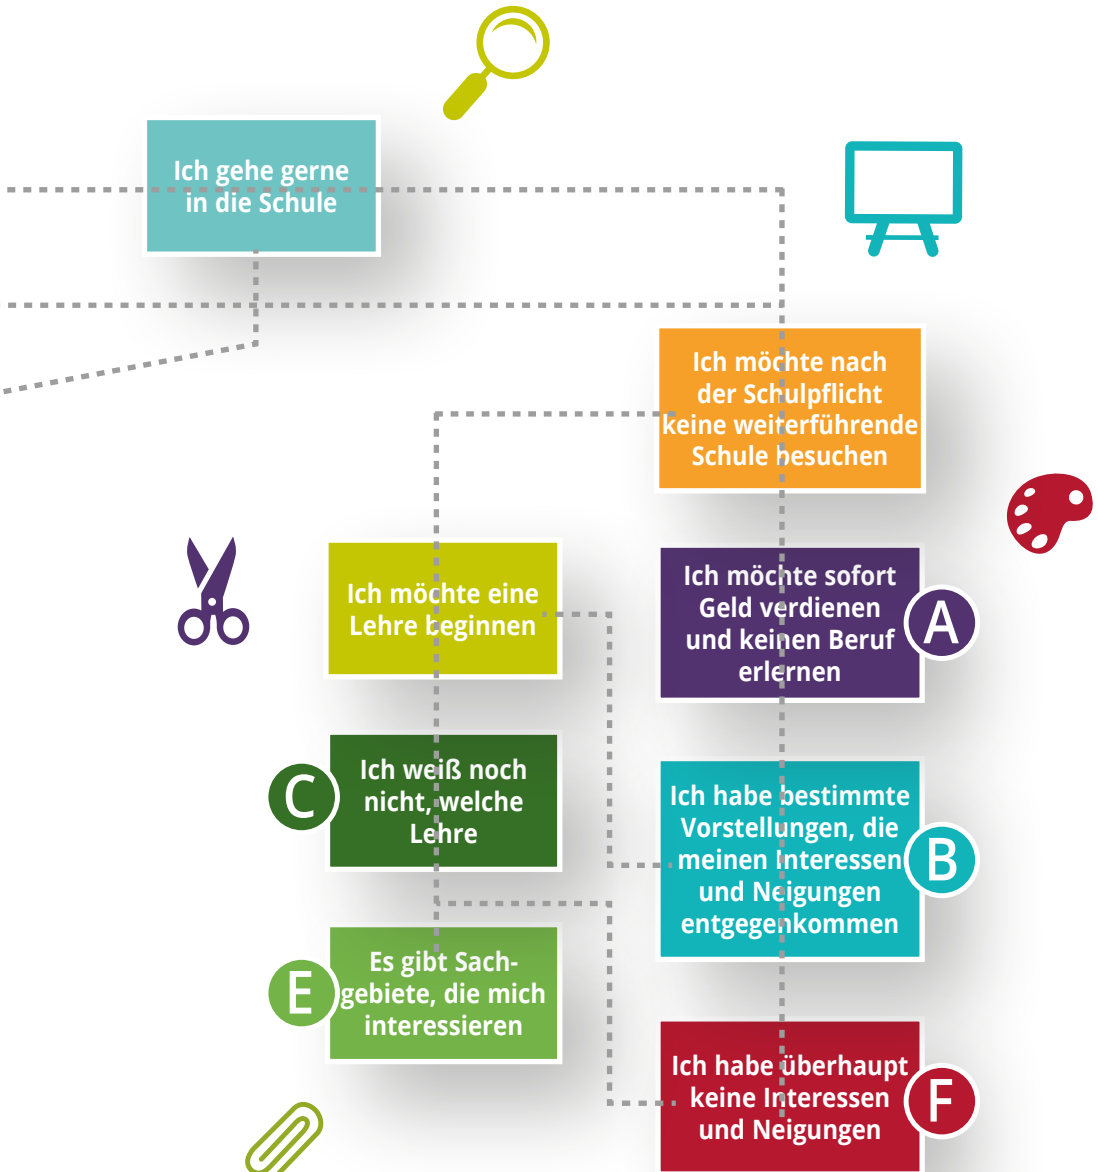 Ich gehe gerne
in die Schule
Ich möchte nach
der Schulpflicht
keine weiterführende
Schule besuchen
Ich möchte eine
Lehre beginnen
Ich möchte sofort
Geld verdienen
und keinen Beruf
erlernen
A
C
Ich weiß noch
nicht, welche
Lehre
Ich habe bestimmte
Vorstellungen, die
meinen Interessen
und Neigungen
entgegenkommen
B
E
Es gibt Sach-
gebiete, die mich
interessieren
Ich habe überhaupt
keine Interessen
und Neigungen
F